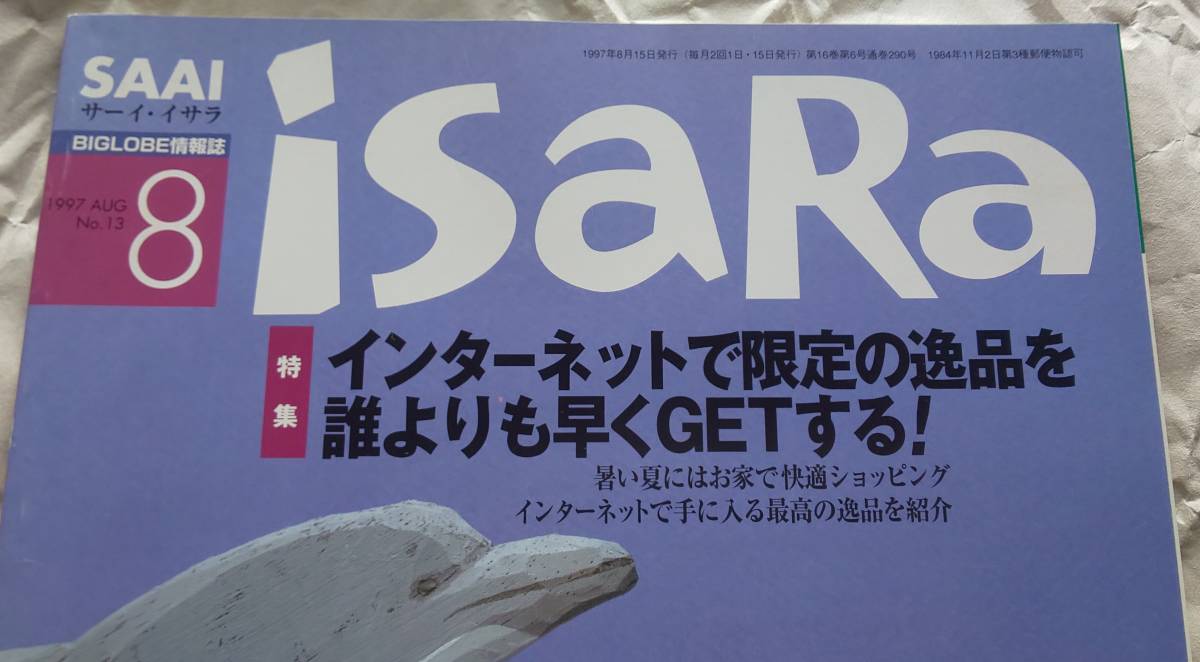 1997年8月15日発行（毎月2回1日・15日発行）第16巻第6号通巻290号　1984年11月2日第3種郵便物認可
SAAI
サーイ・イサラ
BIGLOBE情報誌
1997 AUG
No.13
8
isaRa
特集
インターネットで限定の逸品を
誰よりも早くGETする!
暑い夏にはお家で快適ショッピング
インターネットで手に入る最高の逸品を紹介